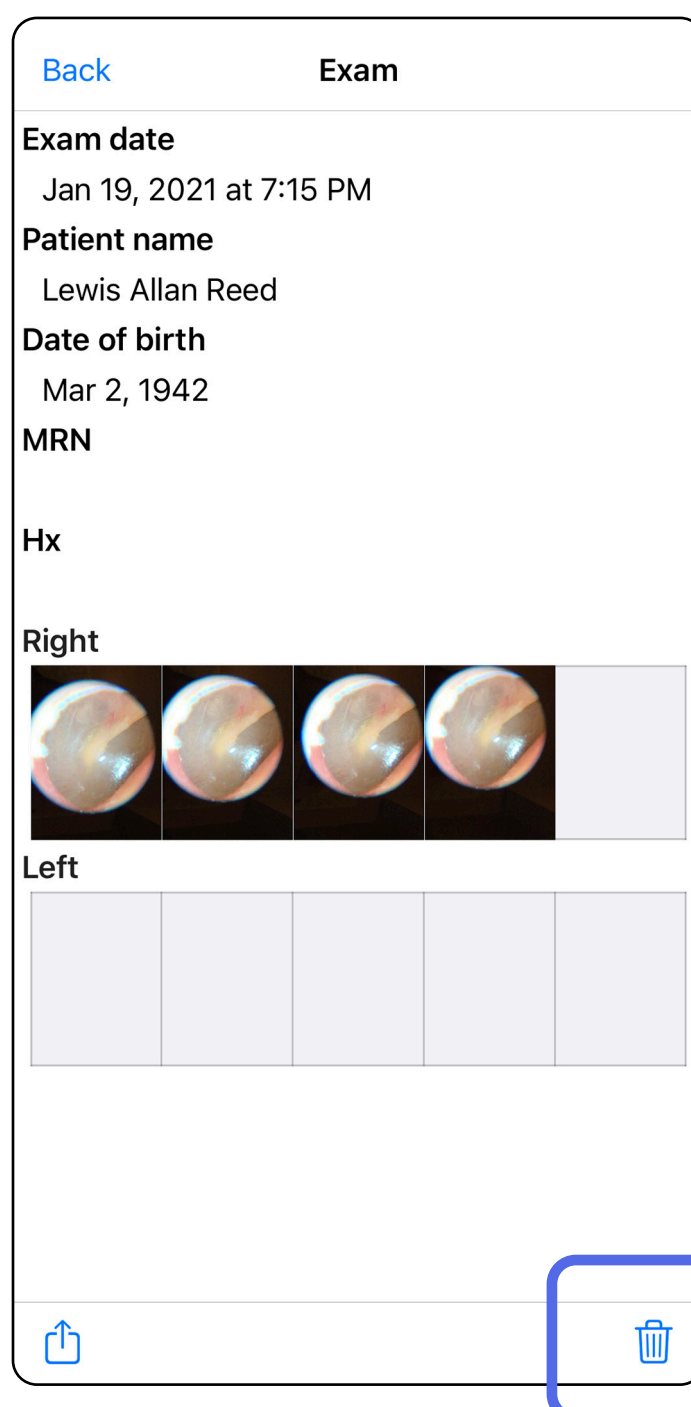 Back
Exam
Exam date
Jan 19, 2021 at 7:15 PM
Patient name
Lewis Allan Reed
Date of birth
Mar 2, 1942
MRN
Hx
Right
Left